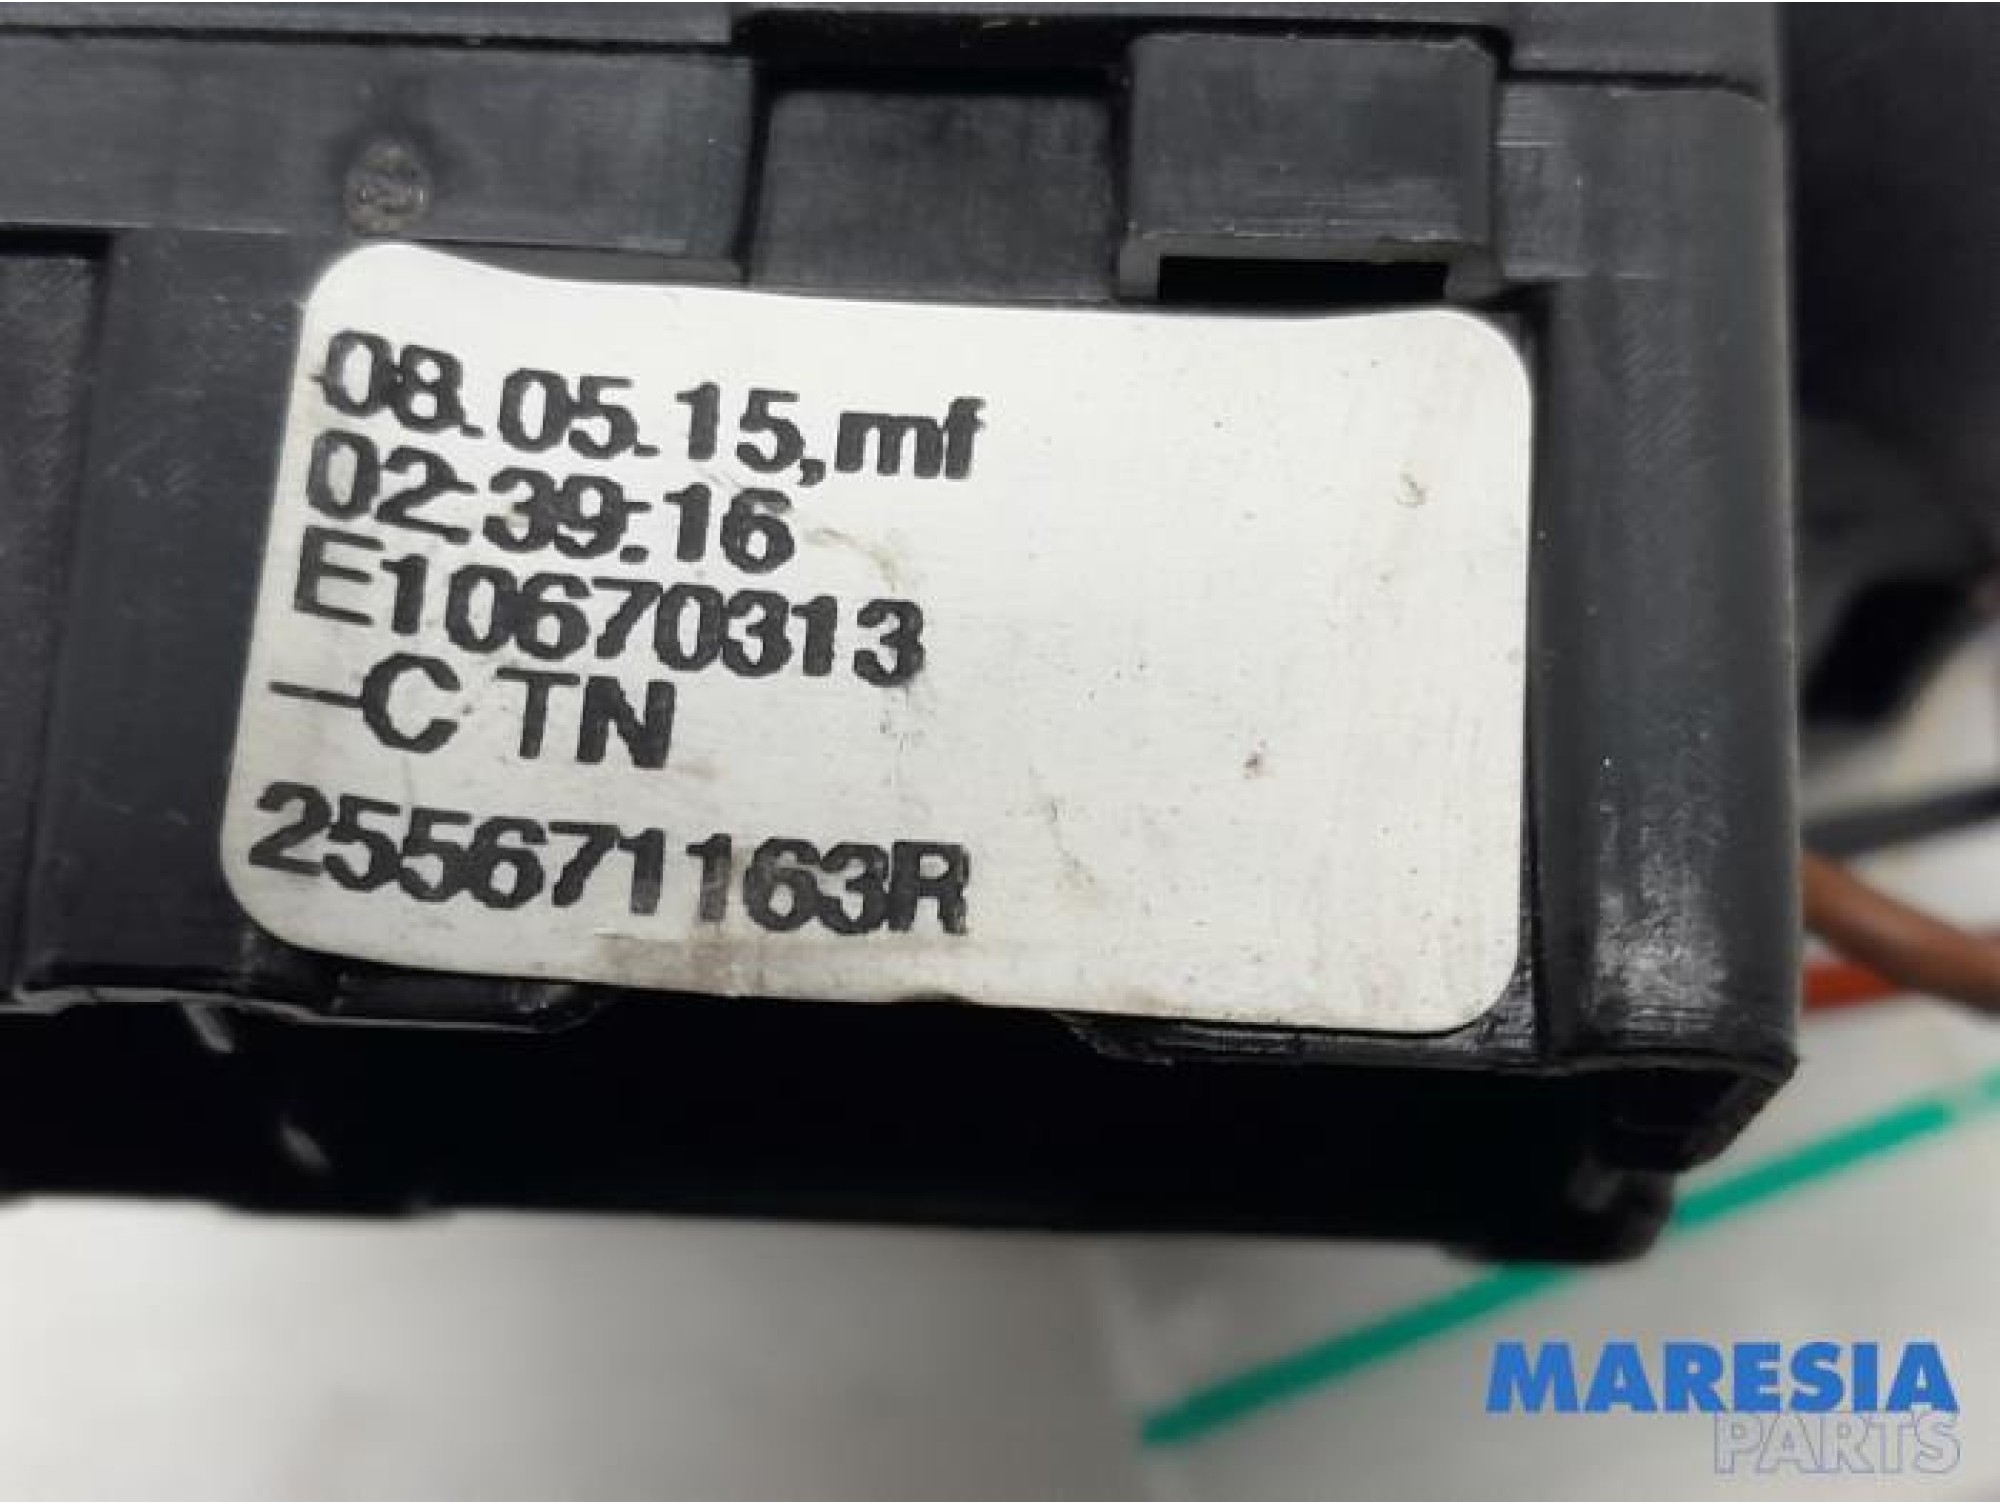 08.05.15,mf
02:39:16
E10670313
-C TN
255671163R
MARESIA
PARTS